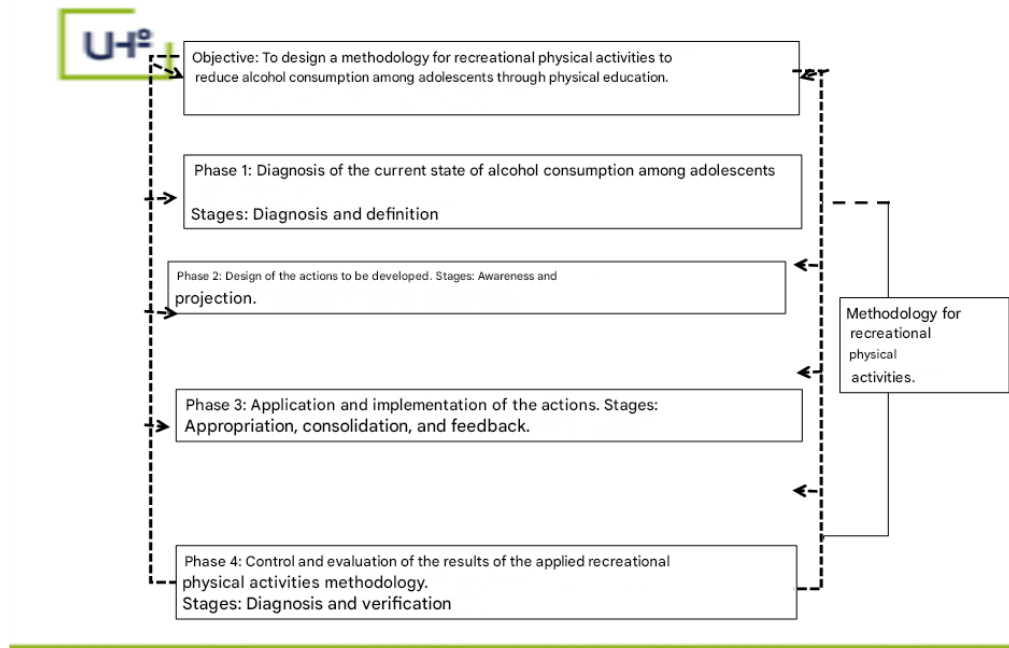 UHo
Objective: To design a methodology for recreational physical activities to
reduce alcohol consumption among adolescents through physical education.
Phase 1: Diagnosis of the current state of alcohol consumption among adolescents
Stages: Diagnosis and definition
Phase 2: Design of the actions to be developed. Stages: Awareness and
projection.
Methodology for
recreational
physical
activities.
Phase 3: Application and implementation of the actions. Stages:
Appropriation, consolidation, and feedback.
Phase 4: Control and evaluation of the results of the applied recreational
physical activities methodology.
Stages: Diagnosis and verification